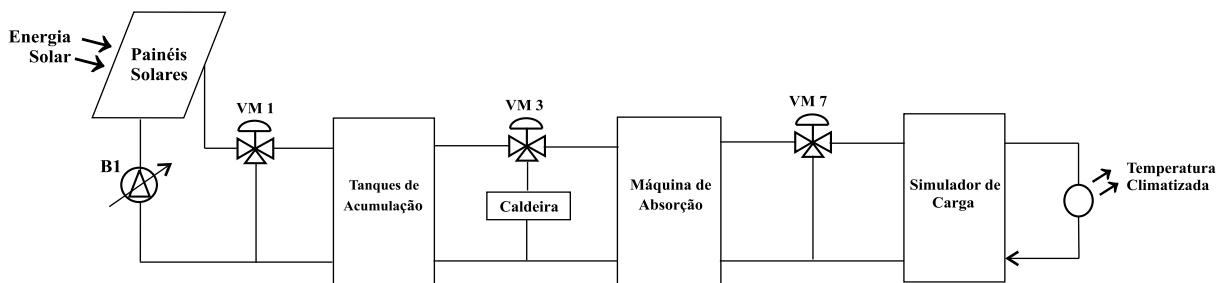 Energia
Solar
Painéis
Solares
VM 1
B1
Tanques de
Acumulação
VM 3
Caldeira
Máquina de
Absorção
VM 7
Simulador de
Carga
Temperatura
Climatizada